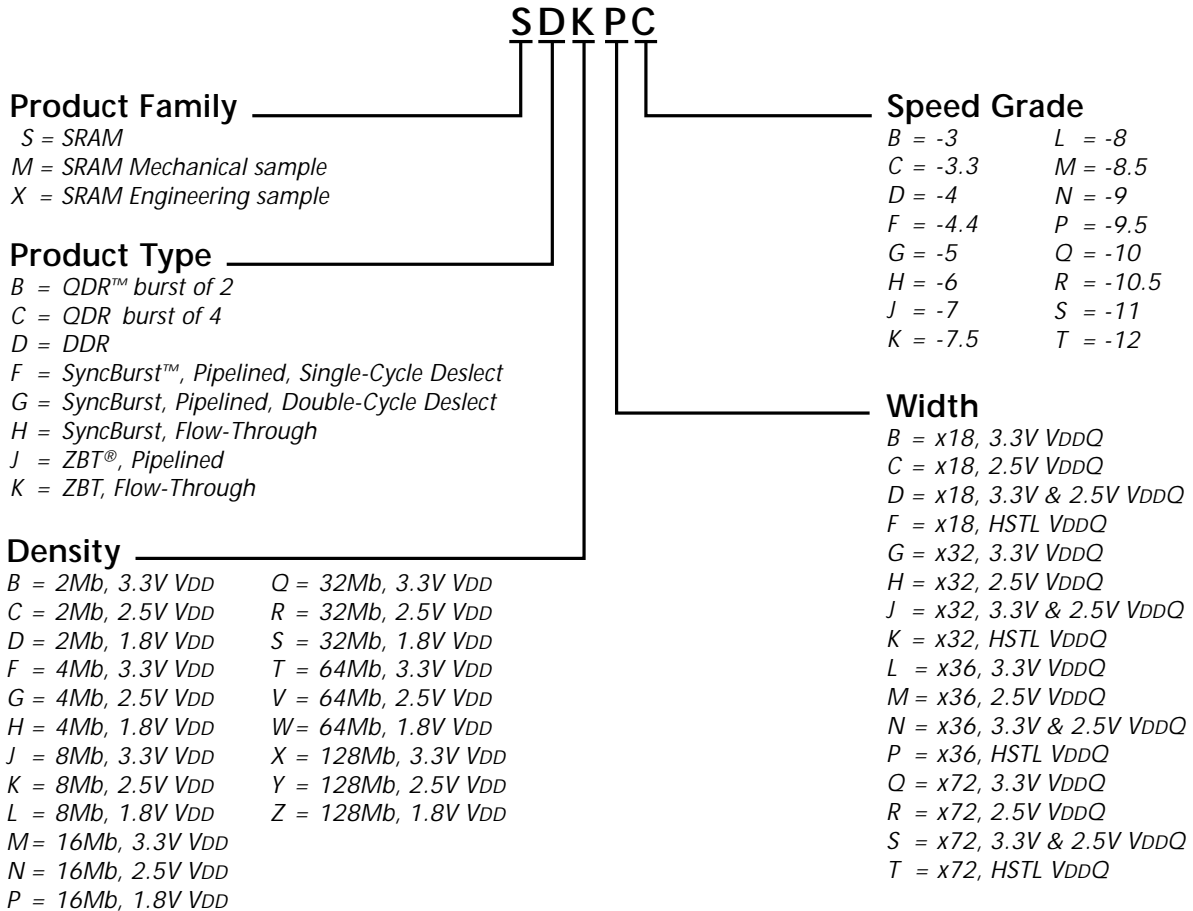 SDKPC
Product Family
S = SRAM
M = SRAM Mechanical sample
X = SRAM Engineering sample
Product Type
B = QDR™ burst of 2
C = QDR burst of 4
D = DDR
F = SyncBurst™, Pipelined, Single-Cycle Deslect
G = SyncBurst, Pipelined, Double-Cycle Deslect
H = SyncBurst, Flow-Through
J = ZBT®, Pipelined
K = ZBT, Flow-Through
Density
B = 2Mb, 3.3V VDD
C = 2Mb, 2.5V VDD
D = 2Mb, 1.8V VDD
F = 4Mb, 3.3V VDD
G = 4Mb, 2.5V VDD
H = 4Mb, 1.8V VDD
J = 8Mb, 3.3V VDD
K = 8Mb, 2.5V VDD
L = 8Mb, 1.8V VDD
M = 16Mb, 3.3V VDD
N = 16Mb, 2.5V VDD
P = 16Mb, 1.8V VDD
Q = 32Mb, 3.3V VDD
R = 32Mb, 2.5V VDD
S = 32Mb, 1.8V VDD
T = 64Mb, 3.3V VDD
V = 64Mb, 2.5V VDD
W = 64Mb, 1.8V VDD
X = 128Mb, 3.3V VDD
Y = 128Mb, 2.5V VDD
Z = 128Mb, 1.8V VDD
Speed Grade
B = -3
C = -3.3
D = -4
F = -4.4
G = -5
H = -6
J = -7
K = -7.5
L = -8
M = -8.5
N = -9
P = -9.5
Q = -10
R = -10.5
S = -11
T = -12
Width
B = x18, 3.3V VDDQ
C = x18, 2.5V VDDQ
D = x18, 3.3V & 2.5V VDDQ
F = x18, HSTL VDDQ
G = x32, 3.3V VDDQ
H = x32, 2.5V VDDQ
J = x32, 3.3V & 2.5V VDDQ
K = x32, HSTL VDDQ
L = x36, 3.3V VDDQ
M = x36, 2.5V VDDQ
N = x36, 3.3V & 2.5V VDDQ
P = x36, HSTL VDDQ
Q = x72, 3.3V VDDQ
R = x72, 2.5V VDDQ
S = x72, 3.3V & 2.5V VDDQ
T = x72, HSTL VDDQ